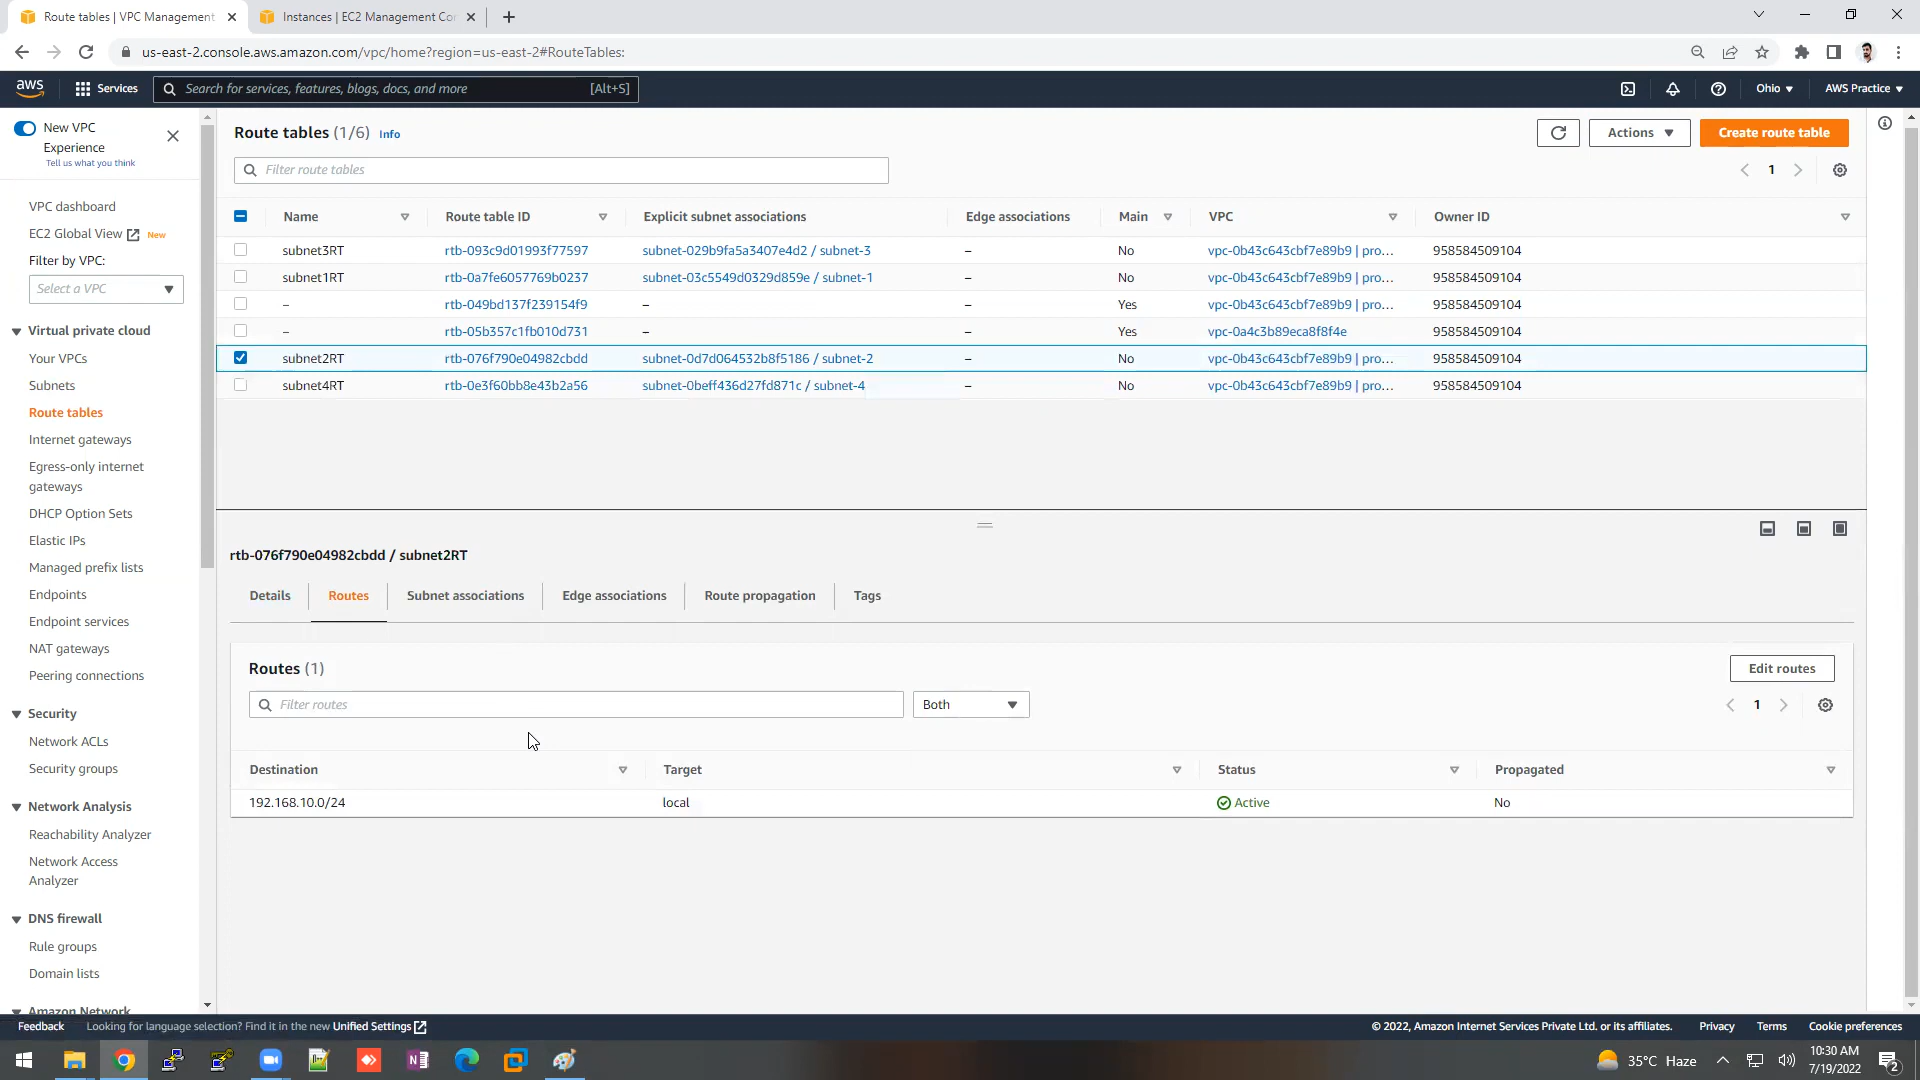 Route tables | VPC Management
Instances | EC2 Management Con
us-east-2.console.aws.amazon.com/vpc/home?region=us-east-2#RouteTables:
aws
Services
Search for services, features, blogs, docs, and more
[Alt+S]
Ohio
AWS Practice
New VPC
Experience
Tell us what you think
VPC dashboard
EC2 Global View
New
Filter by VPC:
Select a VPC
Virtual private cloud
Your VPCs
Subnets
Route tables
Internet gateways
Egress-only internet
gateways
DHCP Option Sets
Elastic IPs
Managed prefix lists
Endpoints
Endpoint services
NAT gateways
Peering connections
Security
Network ACLs
Security groups
Network Analysis
Reachability Analyzer
Network Access
Analyzer
DNS firewall
Rule groups
Domain lists
Amazon Network
Route tables (1/6) Info
Actions
Create route table
Filter route tables
1
Name Route table ID Explicit subnet associations Edge associations Main VPC Owner ID
subnet3RT rtb-093c9d01993f77597 subnet-029b9fa5a3407e4d2 / subnet-3 – No vpc-0b43c643cbf7e89b9 | pro... 958584509104
subnet1RT rtb-0a7fe6057769b0237 subnet-03c5549d0329d859e / subnet-1 – No vpc-0b43c643cbf7e89b9 | pro... 958584509104
– rtb-049bd137f239154f9 – – Yes vpc-0b43c643cbf7e89b9 | pro... 958584509104
– rtb-05b357c1fb010d731 – – Yes vpc-0a4c3b89eca8f8f4e 958584509104
subnet2RT rtb-076f790e04982cbdd subnet-0d7d064532b8f5186 / subnet-2 – No vpc-0b43c643cbf7e89b9 | pro... 958584509104
subnet4RT rtb-0e3f60bb8e43b2a56 subnet-0beff436d27fd871c / subnet-4 – No vpc-0b43c643cbf7e89b9 | pro... 958584509104
rtb-076f790e04982cbdd / subnet2RT
Details Routes Subnet associations Edge associations Route propagation Tags
Routes (1)
Edit routes
Filter routes
Both
1
Destination Target Status Propagated
192.168.10.0/24 local Active No
Feedback Looking for language selection? Find it in the new Unified Settings
© 2022, Amazon Internet Services Private Ltd. or its affiliates. Privacy Terms Cookie preferences
35°C Haze
10:30 AM
7/19/2022
2